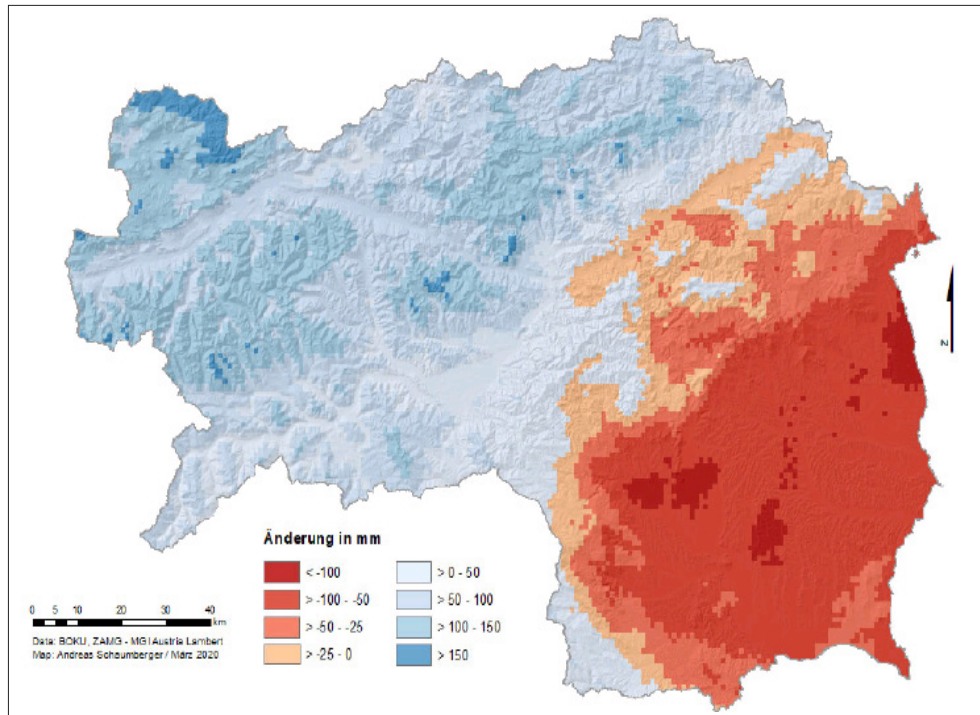 N
Änderung in mm
< -100
> -100 - -50
> -50 - -25
> -25 - 0
> 0 - 50
> 50 - 100
> 100 - 150
> 150
0 5 10 20 30 40
km
Data: BOKU, ZAMG - MGI Austria Lambert
Map: Andreas Schaumberger / März 2020